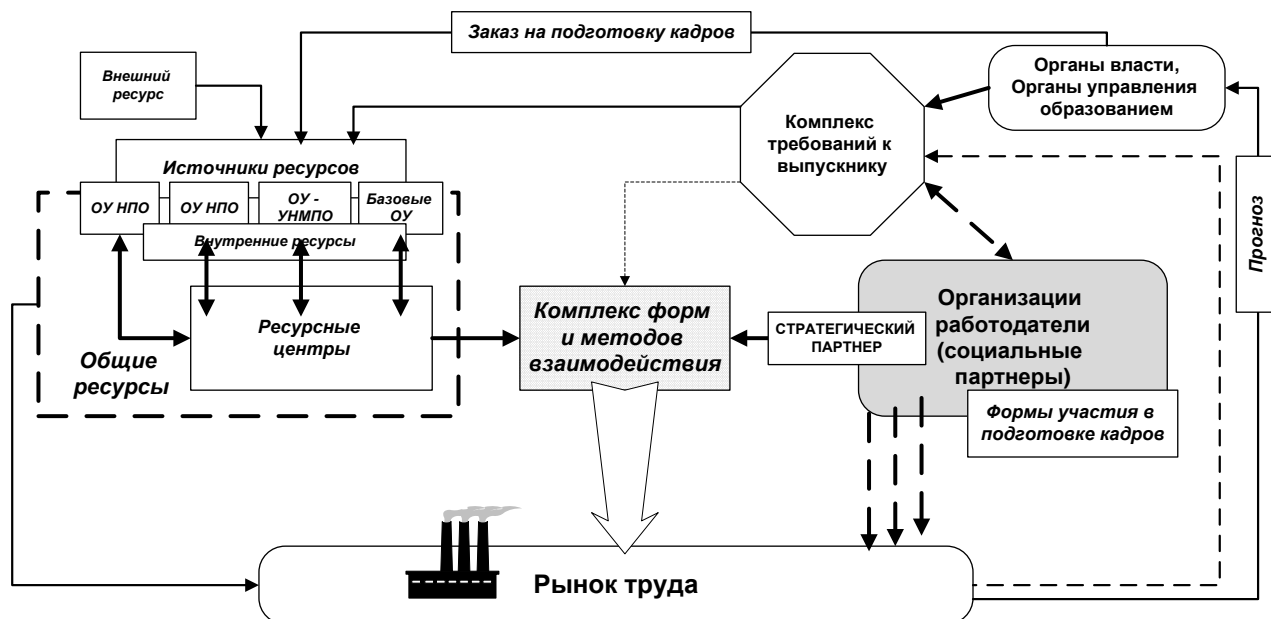 Заказ на подготовку кадров
Внешний
ресурс
Органы власти,
Органы управления
образованием
Комплекс
требований к
выпускнику
Источники ресурсов
ОУ НПО
ОУ НПО
ОУ -
УНМПО
Базовые
ОУ
Внутренние ресурсы
Прогноз
Ресурсные
центры
Общие
ресурсы
Комплекс форм
и методов
взаимодействия
СТРАТЕГИЧЕСКИЙ
ПАРТНЕР
Организации
работодатели
(социальные
партнеры)
Формы участия в
подготовке кадров
Рынок труда